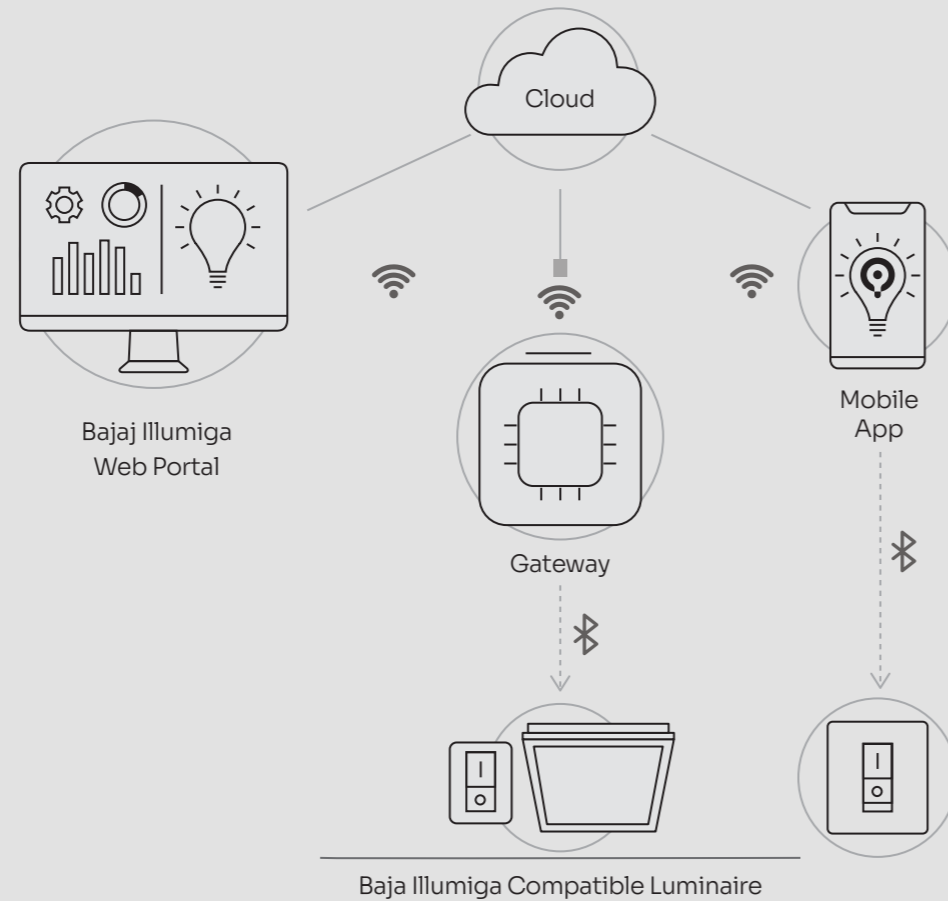 Cloud
Bajaj Illumiga
Web Portal
Mobile
App
Gateway
Baja Illumiga Compatible Luminaire